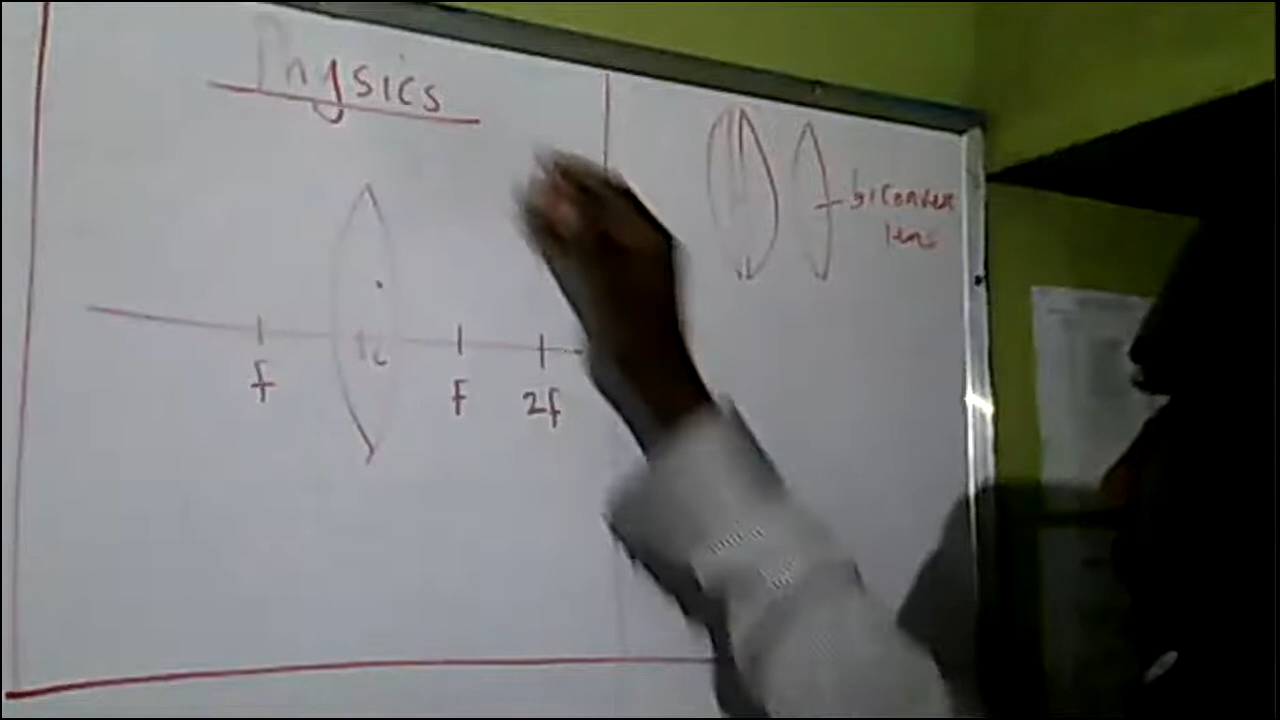 Physics
biconvex
lens
f
f
2f